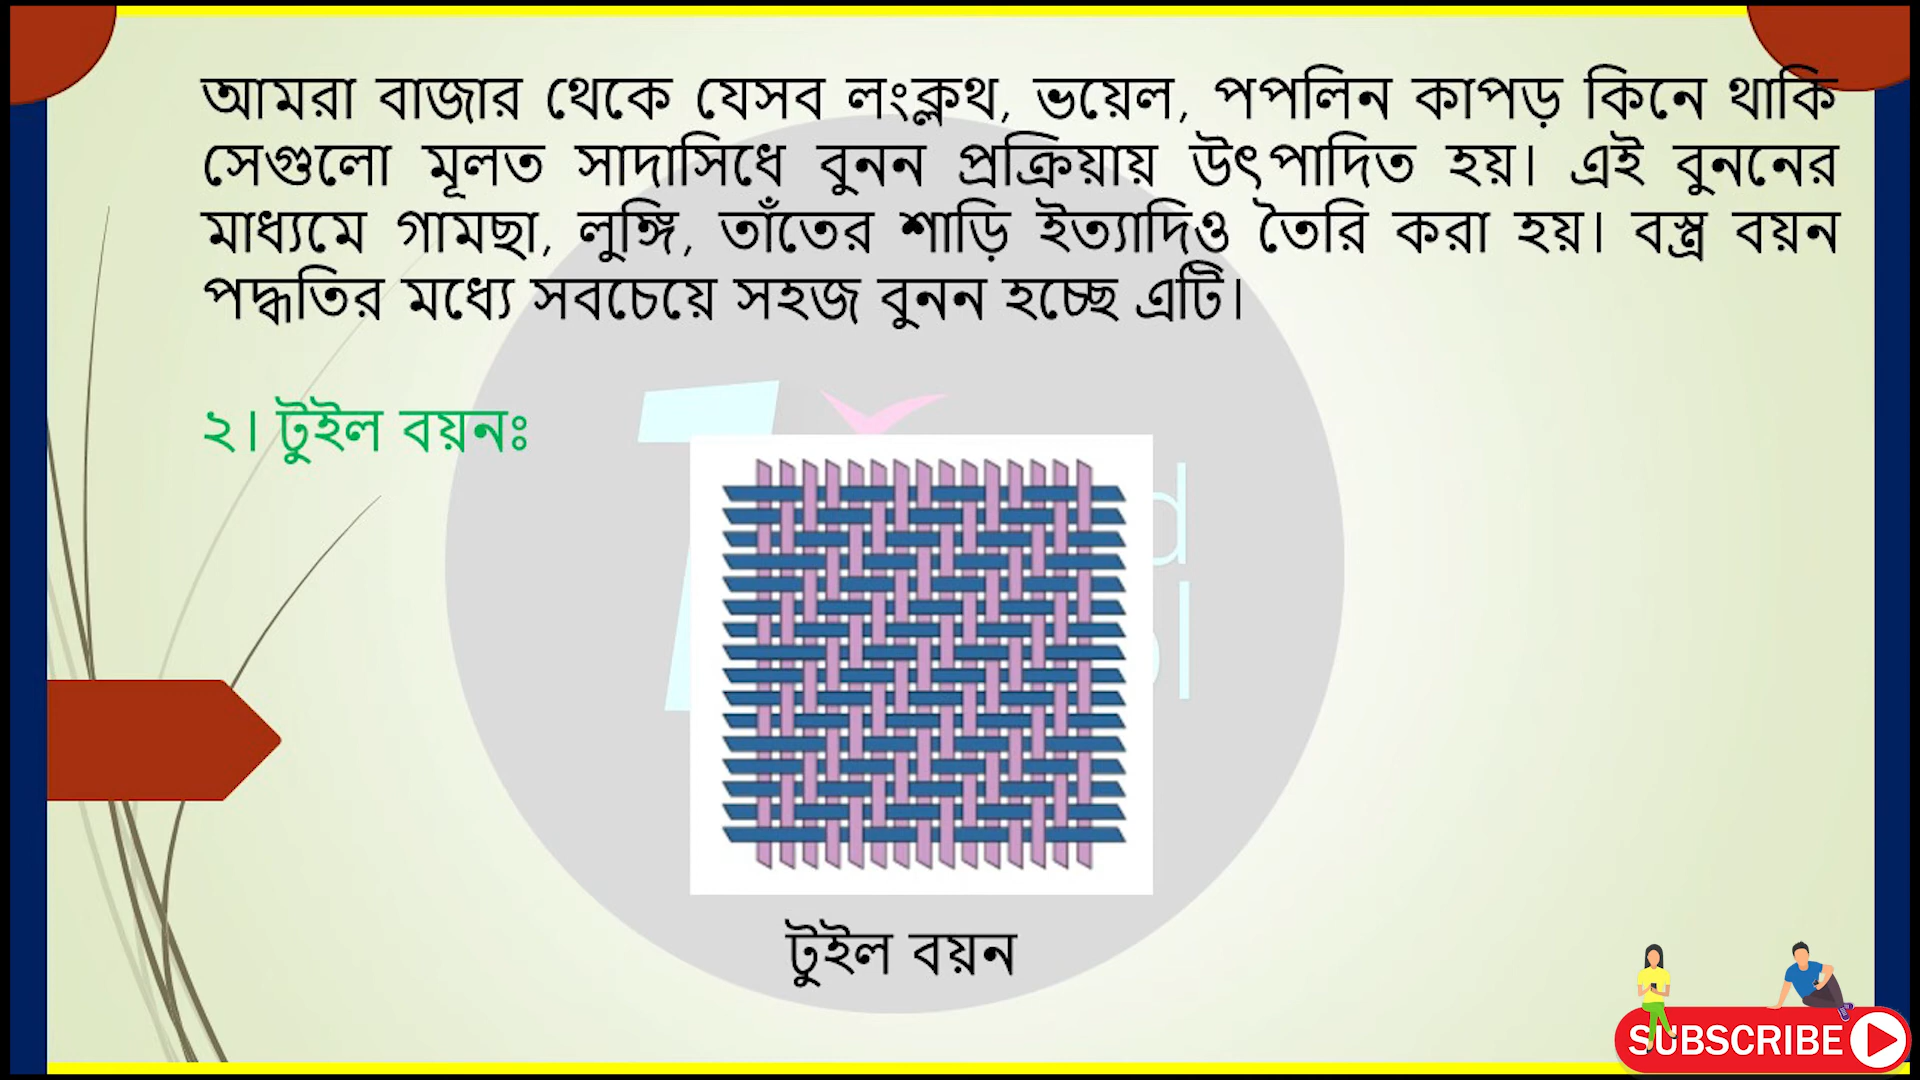 আমরা বাজার থেকে যেসব লংক্লথ, ভয়েল, পপলিন কাপড় কিনে থাকি
সেগুলো মূলত সাদাসিধে বুনন প্রক্রিয়ায় উৎপাদিত হয়। এই বুননের
মাধ্যমে গামছা, লুঙ্গি, তাঁতের শাড়ি ইত্যাদিও তৈরি করা হয়। বস্ত্র বয়ন
পদ্ধতির মধ্যে সবচেয়ে সহজ বুনন হচ্ছে এটি।
২। টুইল বয়নঃ
টুইল বয়ন
SUBSCRIBE